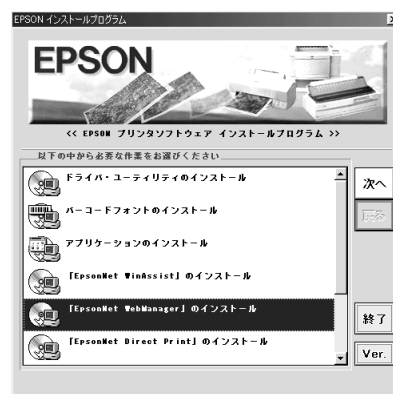 EPSON インストールプログラム
EPSON
<< EPSON プリンタソフトウェア インストールプログラム >>
以下の中から必要な作業をお選びください
ドライバ・ユーティリティのインストール
バーコードフォントのインストール
アプリケーションのインストール
「EpsonNet WinAssist」のインストール
「EpsonNet WebManager」のインストール
「EpsonNet Direct Print」のインストール
次へ
戻る
終了
Ver.